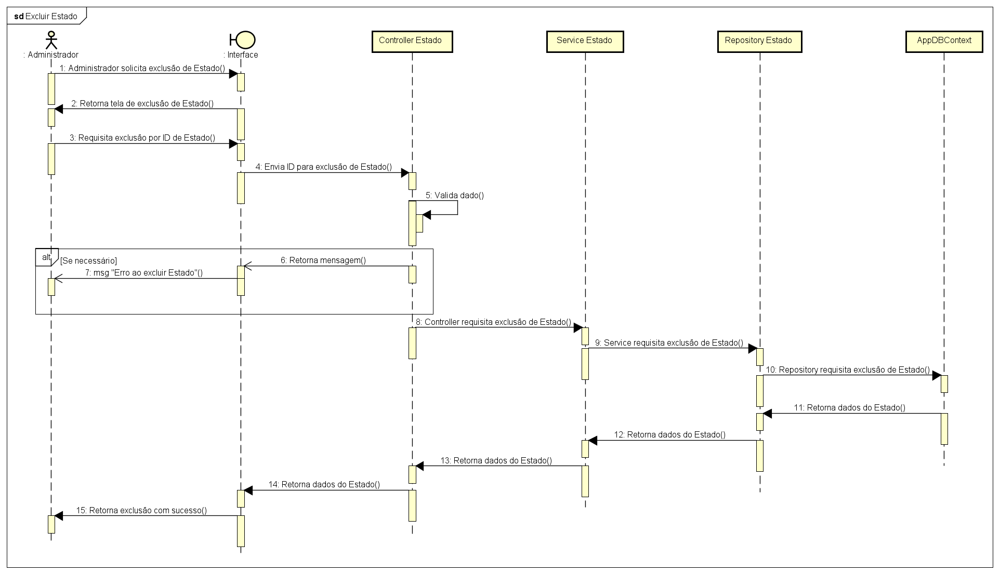 sd Excluir Estado
: Administrador
: Interface
Controller Estado
Service Estado
Repository Estado
AppDBContext
1: Administrador solicita exclusão de Estado()
2: Retorna tela de exclusão de Estado()
3: Requisita exclusão por ID de Estado()
4: Envia ID para exclusão de Estado()
5: Valida dado()
alt
[Se necessário]
6: Retorna mensagem()
7: msg "Erro ao excluir Estado"()
8: Controller requisita exclusão de Estado()
9: Service requisita exclusão de Estado()
10: Repository requisita exclusão de Estado()
11: Retorna dados do Estado()
12: Retorna dados do Estado()
13: Retorna dados do Estado()
14: Retorna dados do Estado()
15: Retorna exclusão com sucesso()